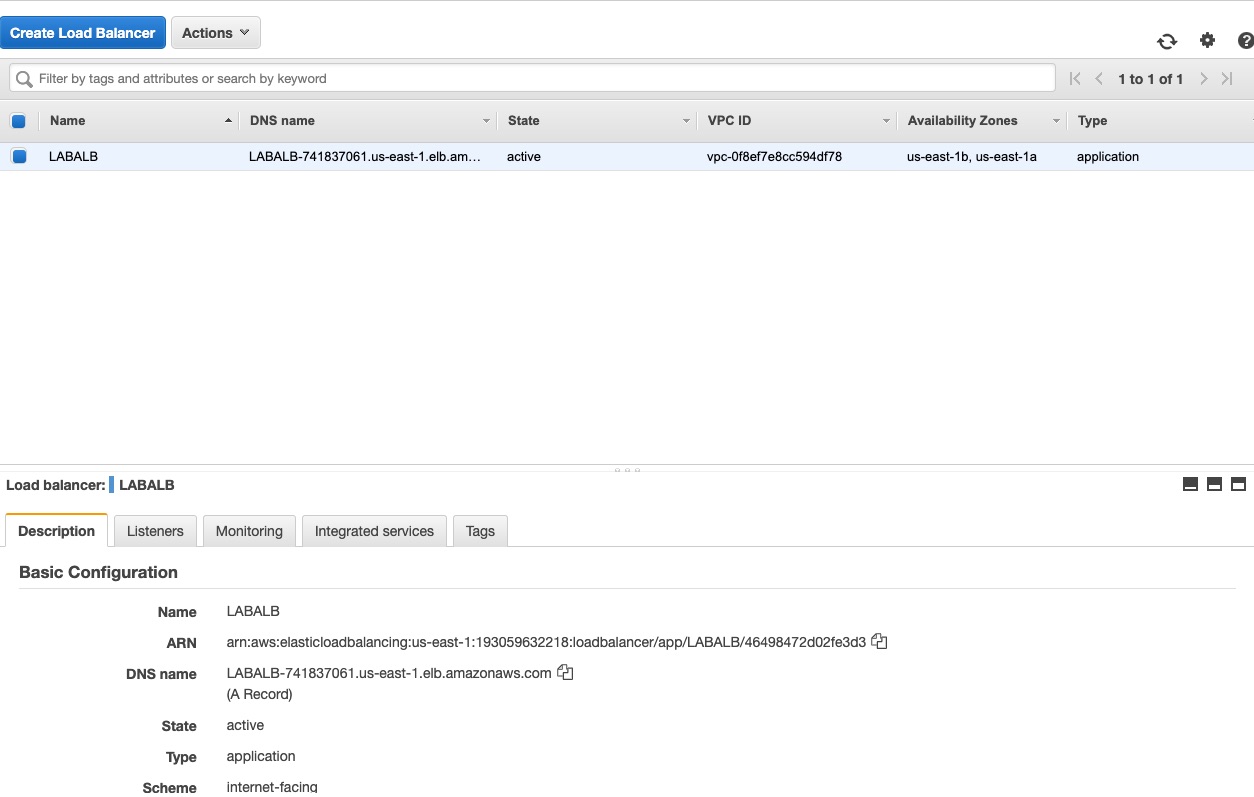 Create Load Balancer Actions
Filter by tags and attributes or search by keyword 1 to 1 of 1
Name DNS name State VPC ID Availability Zones Type
LABALB LABALB-741837061.us-east-1.elb.am... active vpc-0f8ef7e8cc594df78 us-east-1b, us-east-1a application
Load balancer: LABALB
Description Listeners Monitoring Integrated services Tags
Basic Configuration
Name LABALB
ARN arn:aws:elasticloadbalancing:us-east-1:193059632218:loadbalancer/app/LABALB/46498472d02fe3d3
DNS name LABALB-741837061.us-east-1.elb.amazonaws.com
(A Record)
State active
Type application
Scheme internet-facing